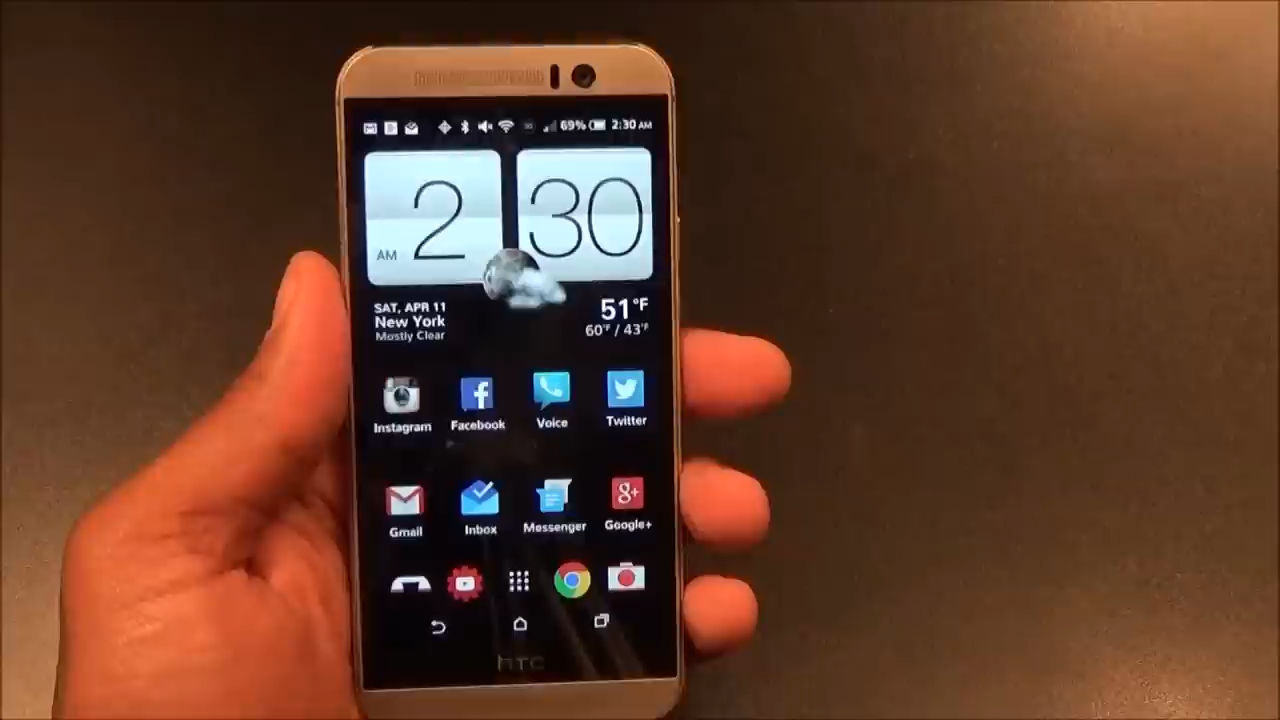 69% 2:30 AM
AM 2 30
SAT, APR 11
New York
Mostly Clear
51°F
60°F / 43°F
Instagram Facebook Voice Twitter
Gmail Inbox Messenger Google+
hTC